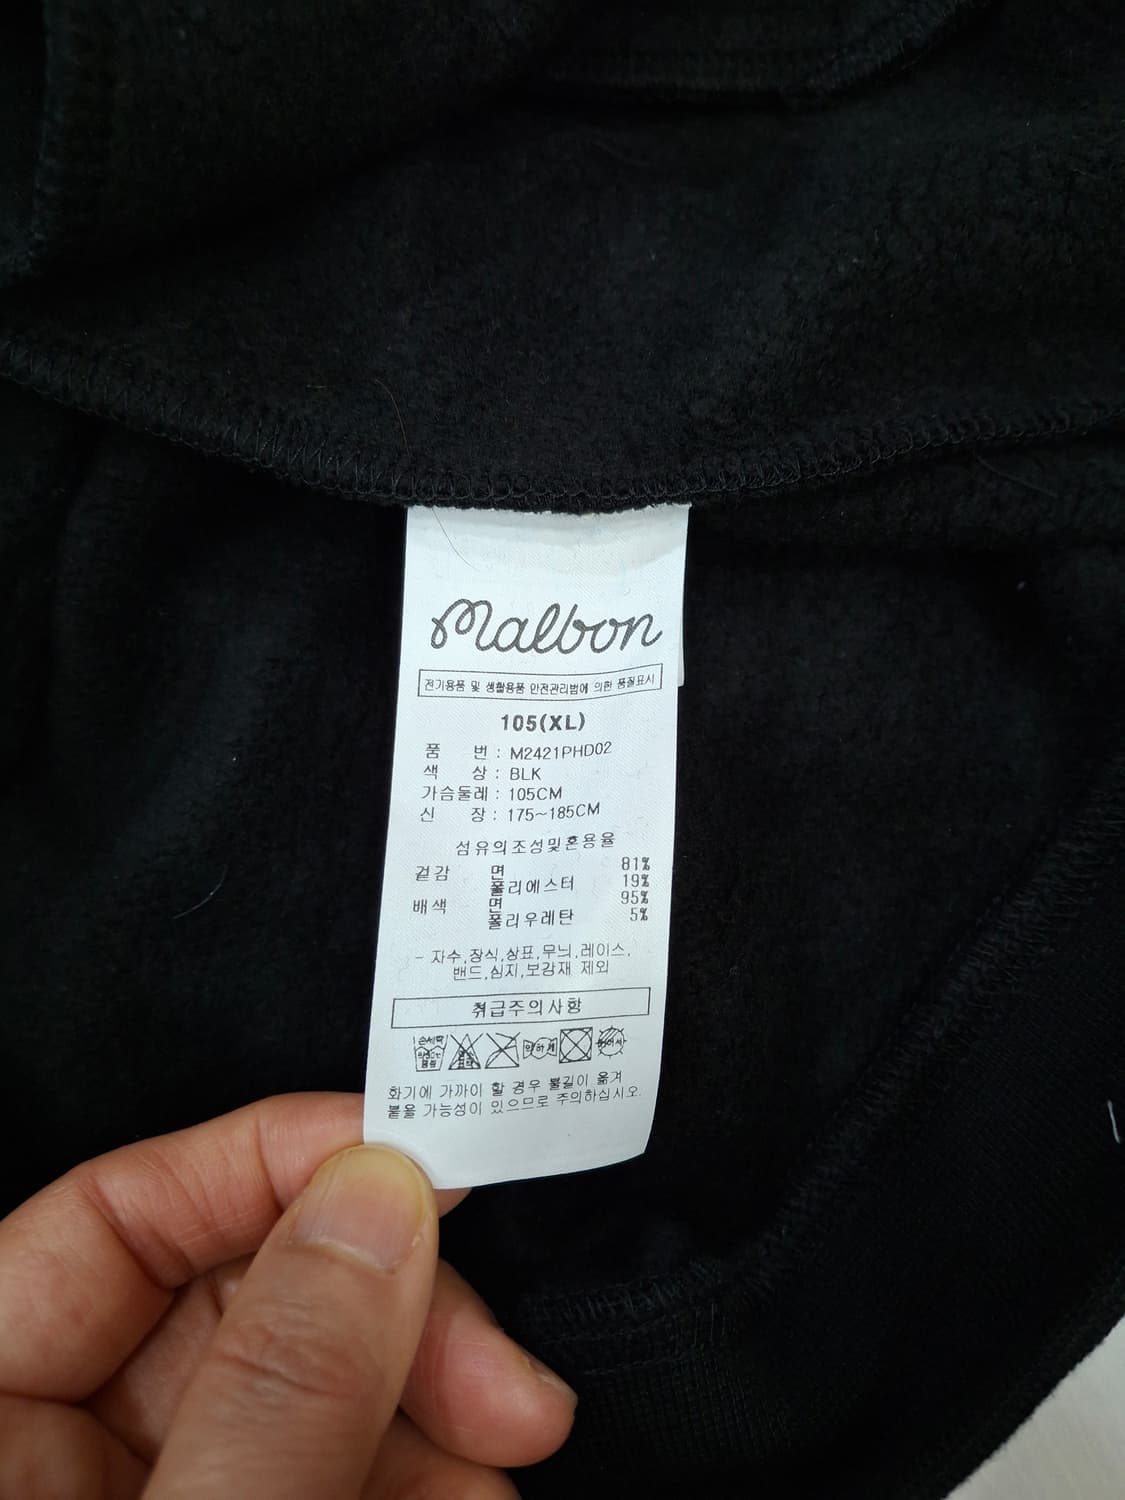 malbon
전기용품 및 생활용품 안전관리법에 의한 품질표시
105(XL)
품 번 : M2421PHD02
색 상 : BLK
가슴둘레 : 105CM
신 장 : 175~185CM
섬유의조성및혼용율
겉감 면 81%
폴리에스터 19%
배색 면 95%
폴리우레탄 5%
- 자수,장식,상표,무늬,레이스,
밴드,심지,보강재 제외
취급주의사항
손세탁 약하게
화기에 가까이 할 경우 불길이 옮겨
붙을 가능성이 있으므로 주의하십시오.